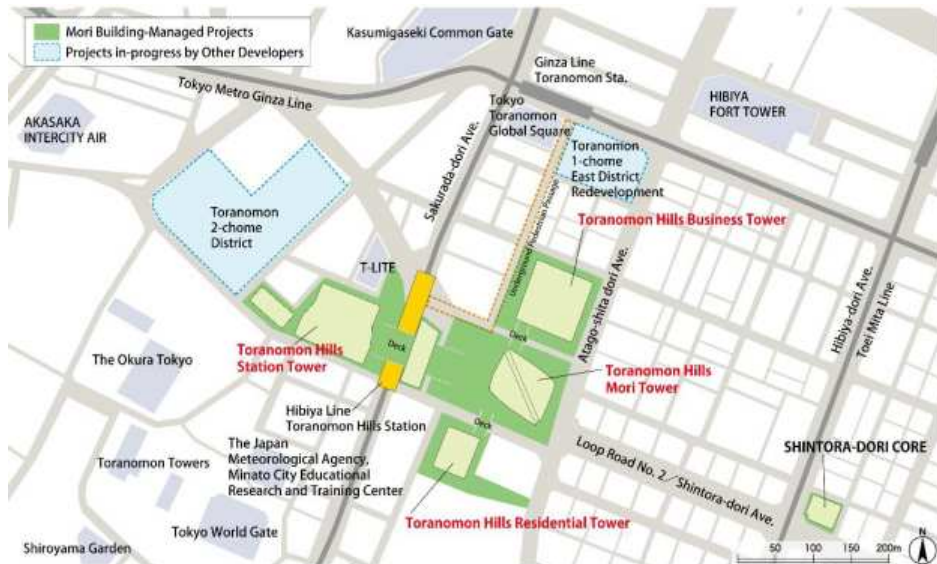 Mori Building-Managed Projects
Projects in-progress by Other Developers
Kasumigaseki Common Gate
Ginza Line
Toranomon Sta.
Tokyo Metro Ginza Line
AKASAKA
INTERCITY AIR
Tokyo
Toranomon
Global Square
HIBIYA
FORT TOWER
Toranomon
1-chome
East District
Redevelopment
Sakurada-dori Ave.
Underground Pedestrian Passage
Toranomon
2-chome
District
Toranomon Hills Business Tower
T-LITE
Atago-shita dori Ave.
Hibiya-dori Ave.
Toei Mita Line
Deck
Deck
The Okura Tokyo
Toranomon Hills
Station Tower
Toranomon Hills
Mori Tower
Hibiya Line
Toranomon Hills Station
Deck
The Japan
Meteorological Agency,
Minato City Educational
Research and Training Center
Loop Road No. 2／Shintora-dori Ave.
SHINTORA-DORI CORE
Toranomon Towers
Toranomon Hills Residential Tower
Tokyo World Gate
Shiroyama Garden
N
50 100 150 200m